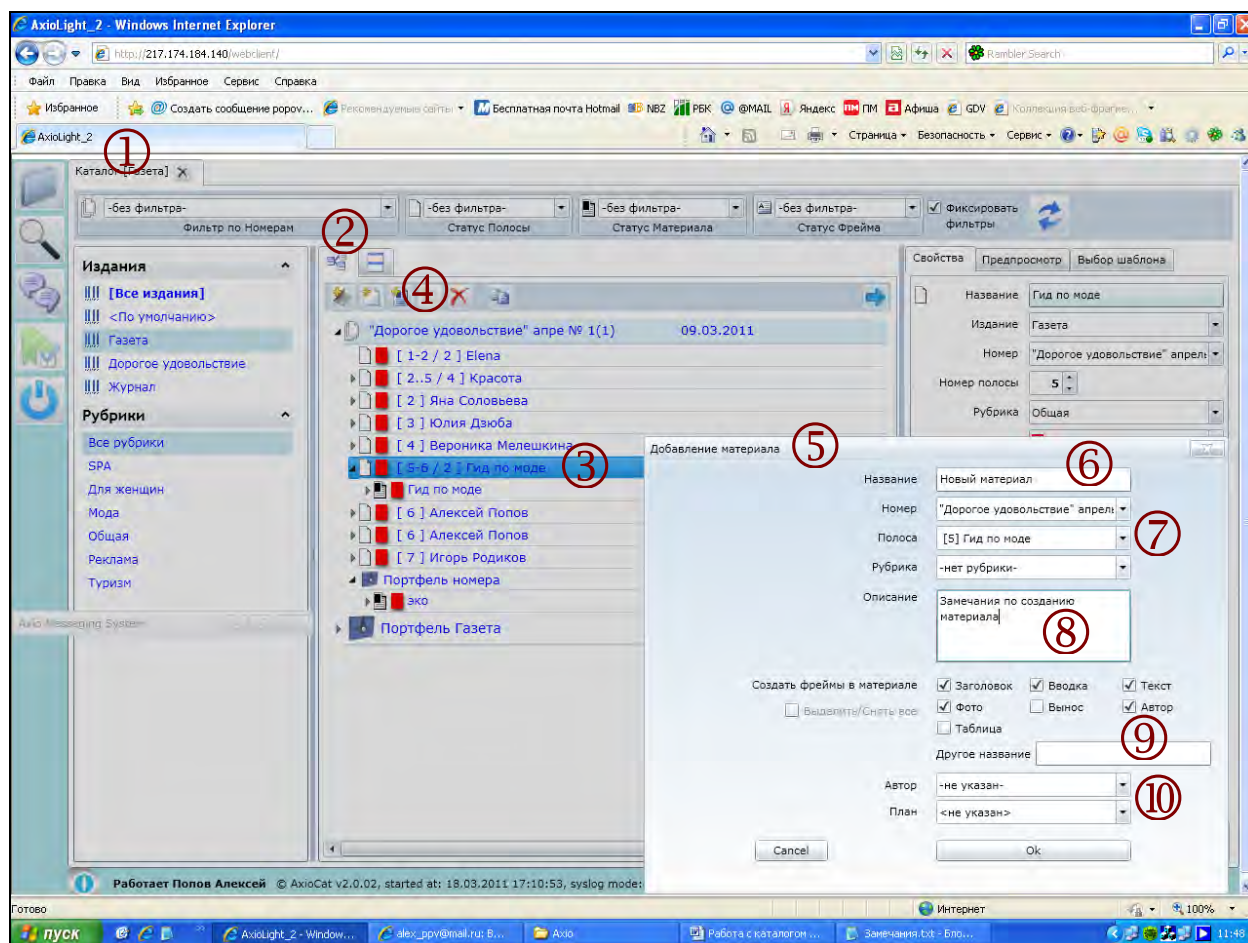 AxioLight_2 - Windows Internet Explorer
http://217.174.184.140/webclient/
Rambler Search
Файл Правка Вид Избранное Сервис Справка
Избранное Создать сообщение popov... Рекомендуемые сайты Бесплатная почта Hotmail NBZ РБК @MAIL Яндекс ПМ Афиша GDV Коллекция веб-фрагме...
AxioLight_2
Страница Безопасность Сервис
①
Каталог [Газета]
-без фильтра- -без фильтра- -без фильтра- -без фильтра- Фиксировать фильтры
Фильтр по Номерам Статус Полосы Статус Материала Статус Фрейма
②
Издания
[Все издания]
<По умолчанию>
Газета
Дорогое удовольствие
Журнал
Рубрики
Все рубрики
SPA
Для женщин
Мода
Общая
Реклама
Туризм
Axio Messaging System
④
"Дорогое удовольствие" апре № 1(1) 09.03.2011
[ 1-2 / 2 ] Elena
[ 2..5 / 4 ] Красота
[ 2 ] Яна Соловьева
[ 3 ] Юлия Дзюба
[ 4 ] Вероника Мелешкина
[ 5-6 / 2 ] Гид по моде ③
Гид по моде
[ 6 ] Алексей Попов
[ 6 ] Алексей Попов
[ 7 ] Игорь Родиков
Портфель номера
эко
Портфель Газета
Свойства Предпросмотр Выбор шаблона
Название Гид по моде
Издание Газета
Номер "Дорогое удовольствие" апрель
Номер полосы 5
Рубрика Общая
Добавление материала ⑤
⑥
Название Новый материал
Номер "Дорогое удовольствие" апрель
⑦
Полоса [5] Гид по моде
Рубрика -нет рубрики-
Описание Замечания по созданию
материала
⑧
Создать фреймы в материале Заголовок Вводка Текст
Выделить/Снять все Фото Вынос Автор
Таблица
⑨
Другое название
Автор -не указан-
⑩
План <не указан>
Cancel Ok
Работает Попов Алексей © AxioCat v2.0.02, started at: 18.03.2011 17:10:53, syslog mode:
Готово Интернет 100%
пуск AxioLight_2 - Window... alex_ppv@mail.ru: В... Axio Работа с каталогом ... Замечания.txt - Бло... 11:48